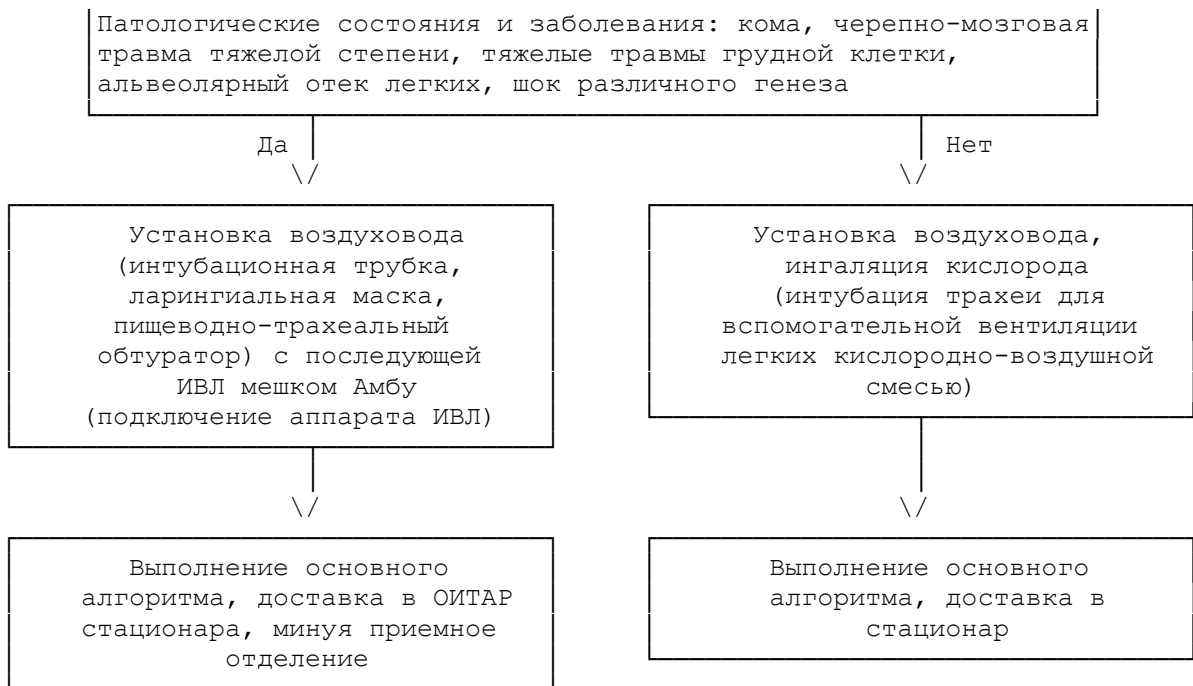 Патологические состояния и заболевания: кома, черепно-мозговая
травма тяжелой степени, тяжелые травмы грудной клетки,
альвеолярный отек легких, шок различного генеза
Да
Нет
Установка воздуховода
(интубационная трубка,
ларингиальная маска,
пищеводно-трахеальный
обтуратор) с последующей
ИВЛ мешком Амбу
(подключение аппарата ИВЛ)
Установка воздуховода,
ингаляция кислорода
(интубация трахеи для
вспомогательной вентиляции
легких кислородно-воздушной
смесью)
Выполнение основного
алгоритма, доставка в ОИТАР
стационара, минуя приемное
отделение
Выполнение основного
алгоритма, доставка в
стационар